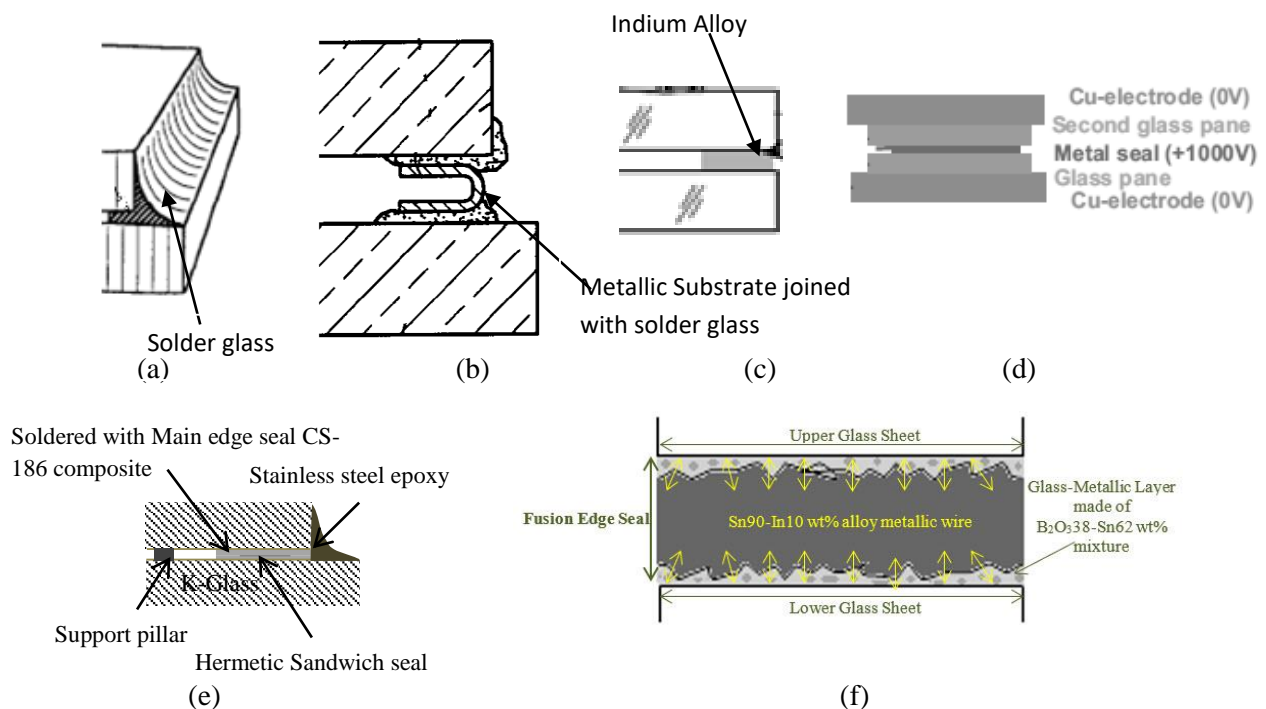 Indium Alloy
Cu-electrode (0V)
Second glass pane
Metal seal (+1000V)
Glass pane
Cu-electrode (0V)
Metallic Substrate joined
with solder glass
Solder glass
(a)
(b)
(c)
(d)
Soldered with Main edge seal CS-
186 composite
Stainless steel epoxy
K-Glass
Support pillar
Hermetic Sandwich seal
(e)
Upper Glass Sheet
Fusion Edge Seal
Sn90-In10 wt% alloy metallic wire
Glass-Metallic Layer
made of
B₂O₃38-Sn62 wt%
mixture
Lower Glass Sheet
(f)